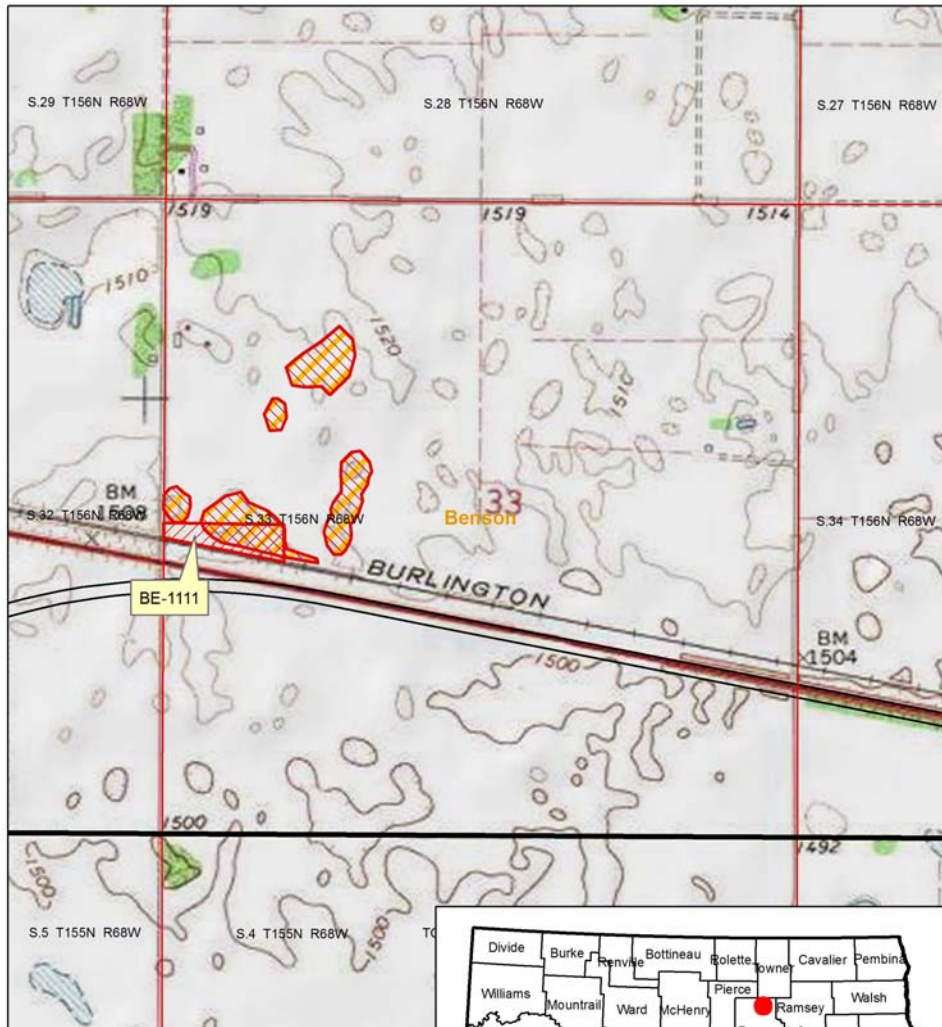 S.29 T156N R68W
S.28 T156N R68W
S.27 T156N R68W
1519
1519
1514
1510
1520
1510
BM
1508
S.32 T156N R68W
S.33 T156N R68W
33
Benson
S.34 T156N R68W
BE-1111
BURLINGTON
BM
1504
1500
1500
1492
1500
1500
S.5 T155N R68W
S.4 T155N R68W
Divide
Burke
Renville
Bottineau
Rolette
Towner
Cavalier
Pembina
Williams
Mountrail
Ward
McHenry
Pierce
Ramsey
Walsh